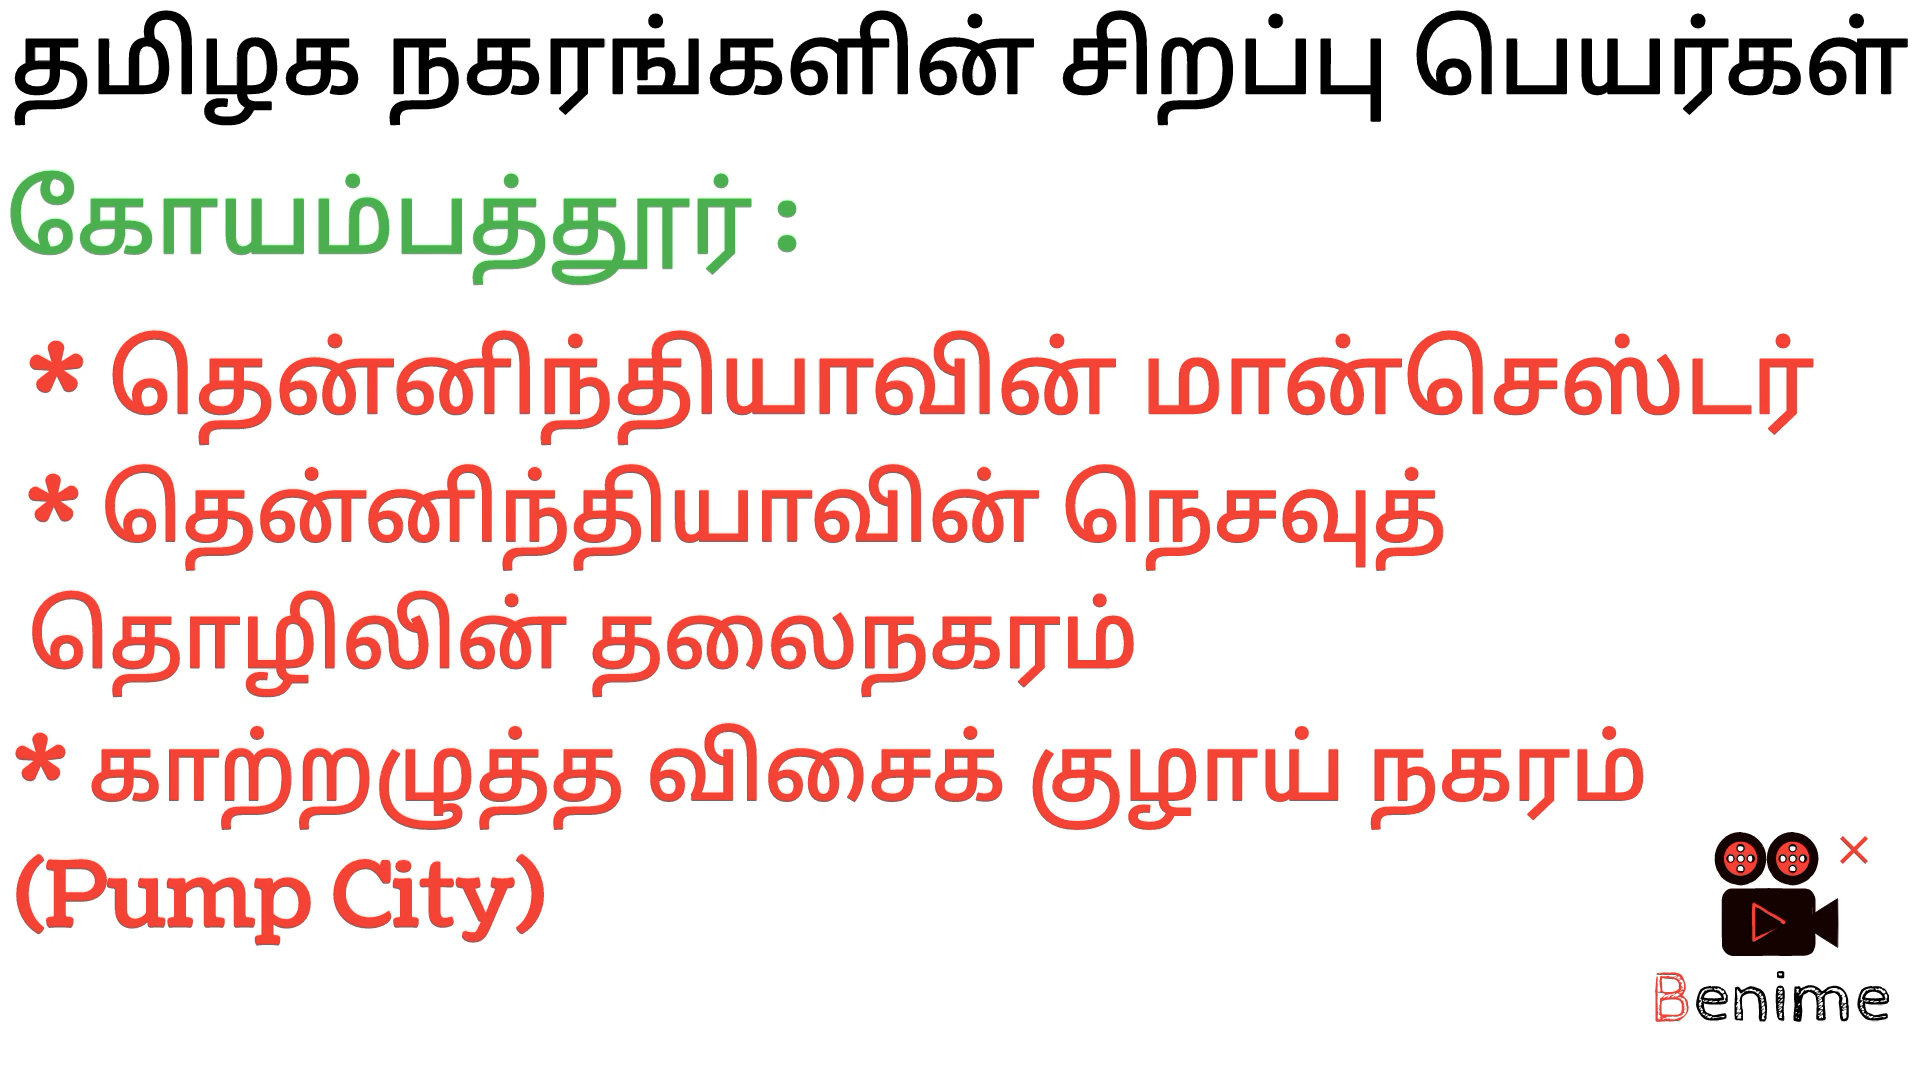 தமிழக நகரங்களின் சிறப்பு பெயர்கள்
கோயம்பத்தூர் :
* தென்னிந்தியாவின் மான்செஸ்டர்
* தென்னிந்தியாவின் நெசவுத்
தொழிலின் தலைநகரம்
* காற்றழுத்த விசைக் குழாய் நகரம்
(Pump City)
Benime